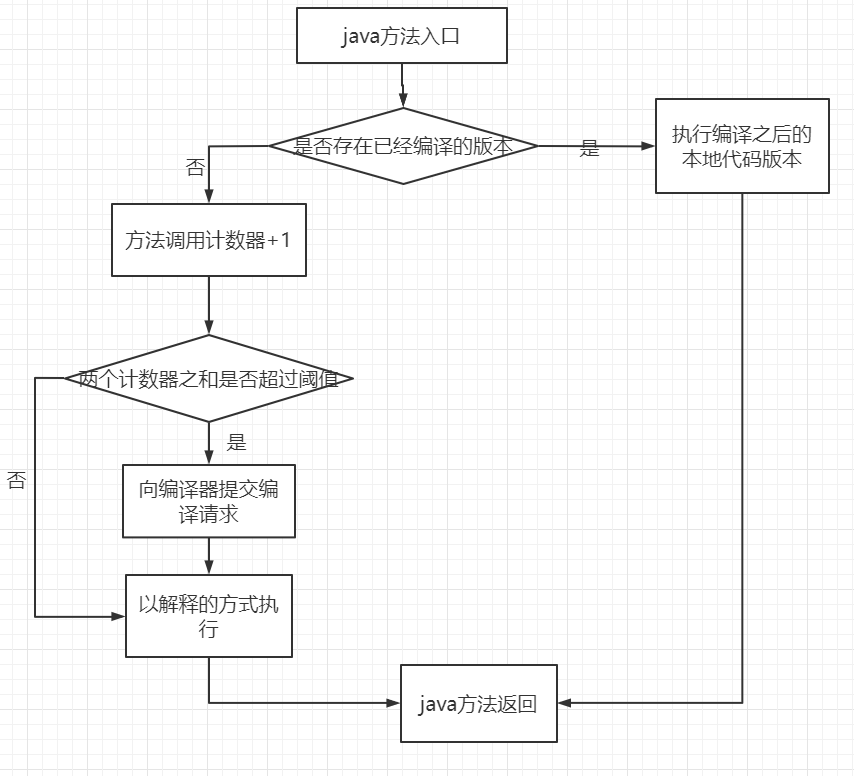 java方法入口
是否存在已经编译的版本
是
执行编译之后的
本地代码版本
否
方法调用计数器+1
两个计数器之和是否超过阈值
是
否
向编译器提交编
译请求
以解释的方式执
行
java方法返回